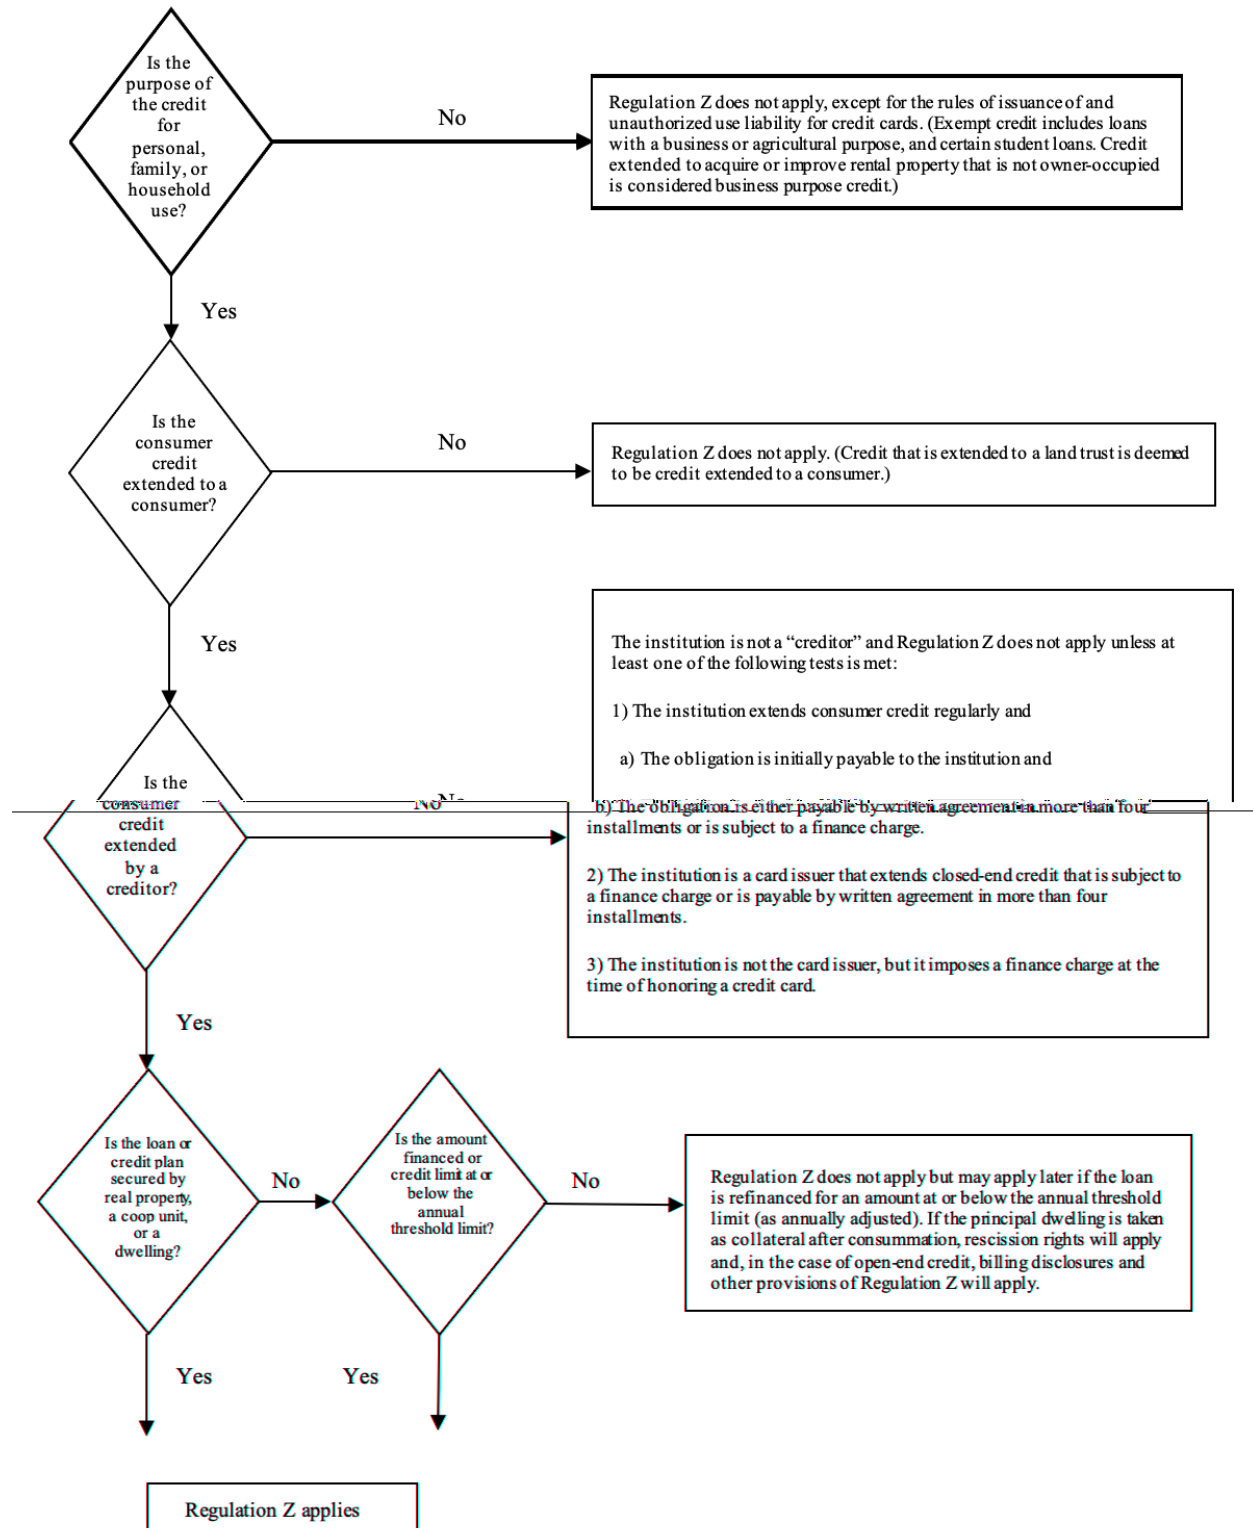 Is the
purpose of
the credit
for
personal,
family, or
household
use?
No
Regulation Z does not apply, except for the rules of issuance of and
unauthorized use liability for credit cards. (Exempt credit includes loans
with a business or agricultural purpose, and certain student loans. Credit
extended to acquire or improve rental property that is not owner-occupied
is considered business purpose credit.)
Yes
Is the
consumer
credit
extended to a
consumer?
No
Regulation Z does not apply. (Credit that is extended to a land trust is deemed
to be credit extended to a consumer.)
Yes
Is the
consumer
credit
extended
by a
creditor?
No
The institution is not a “creditor” and Regulation Z does not apply unless at
least one of the following tests is met:
1) The institution extends consumer credit regularly and
a) The obligation is initially payable to the institution and
b) The obligation is either payable by written agreement in more than four
installments or is subject to a finance charge.
2) The institution is a card issuer that extends closed-end credit that is subject to
a finance charge or is payable by written agreement in more than four
installments.
3) The institution is not the card issuer, but it imposes a finance charge at the
time of honoring a credit card.
Yes
Is the loan or
credit plan
secured by
real property,
a coop unit,
or a
dwelling?
No
Is the amount
financed or
credit limit at or
below the
annual
threshold limit?
No
Regulation Z does not apply but may apply later if the loan
is refinanced for an amount at or below the annual threshold
limit (as annually adjusted). If the principal dwelling is taken
as collateral after consummation, rescission rights will apply
and, in the case of open-end credit, billing disclosures and
other provisions of Regulation Z will apply.
Yes
Yes
Regulation Z applies